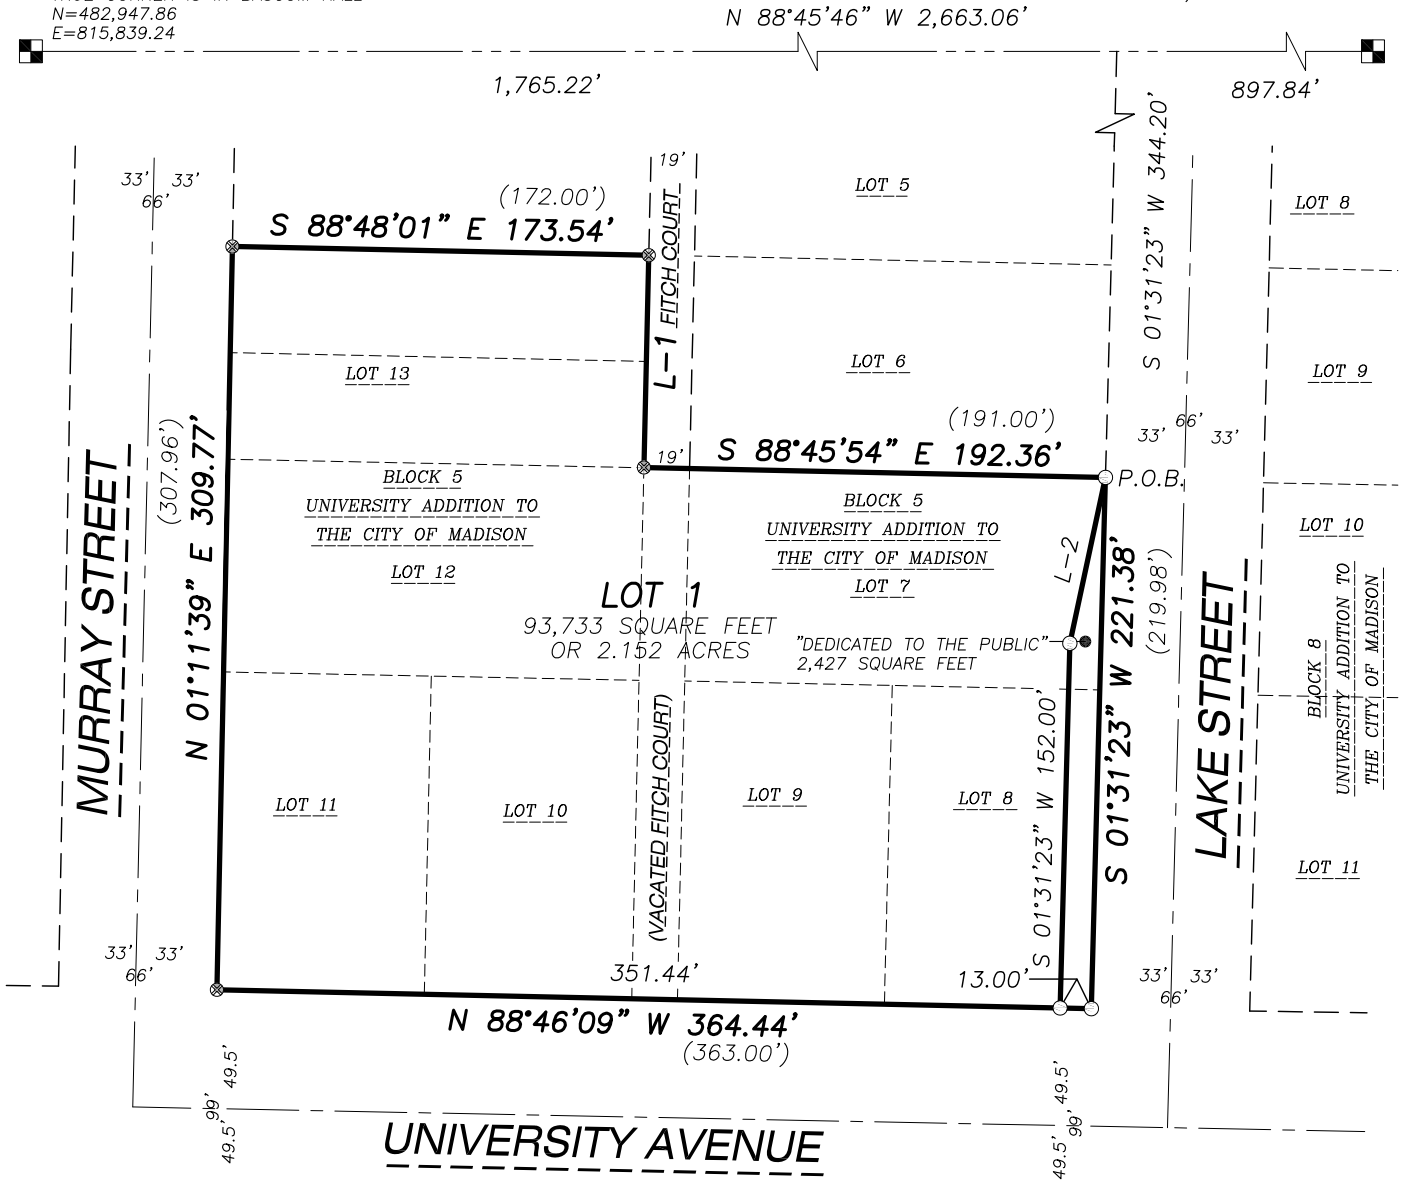 N=482,947.86
E=815,839.24
N 88°45'46" W 2,663.06'
1,765.22'
897.84'
S 01°31'23" W 344.20'
33' 33'
66'
19'
(172.00')
S 88°48'01" E 173.54'
FITCH COURT
L-1
LOT 5
LOT 8
LOT 13
LOT 6
LOT 9
(191.00')
S 88°45'54" E 192.36'
19'
66'
33' 33'
P.O.B.
(307.96')
N 01°11'39" E 309.77'
MURRAY STREET
BLOCK 5
UNIVERSITY ADDITION TO
THE CITY OF MADISON
LOT 12
BLOCK 5
UNIVERSITY ADDITION TO
THE CITY OF MADISON
LOT 7
L-2
S 01°31'23" W 221.38'
(219.98')
LAKE STREET
LOT 10
BLOCK 8
UNIVERSITY ADDITION TO
THE CITY OF MADISON
LOT 1
93,733 SQUARE FEET
OR 2.152 ACRES
"DEDICATED TO THE PUBLIC"
2,427 SQUARE FEET
S 01°31'23" W 152.00'
(VACATED FITCH COURT)
LOT 11
LOT 10
LOT 9
LOT 8
LOT 11
33' 33'
66'
351.44'
13.00'
33' 33'
66'
N 88°46'09" W 364.44'
(363.00')
49.5'
99'
49.5'
49.5'
99'
49.5'
UNIVERSITY AVENUE